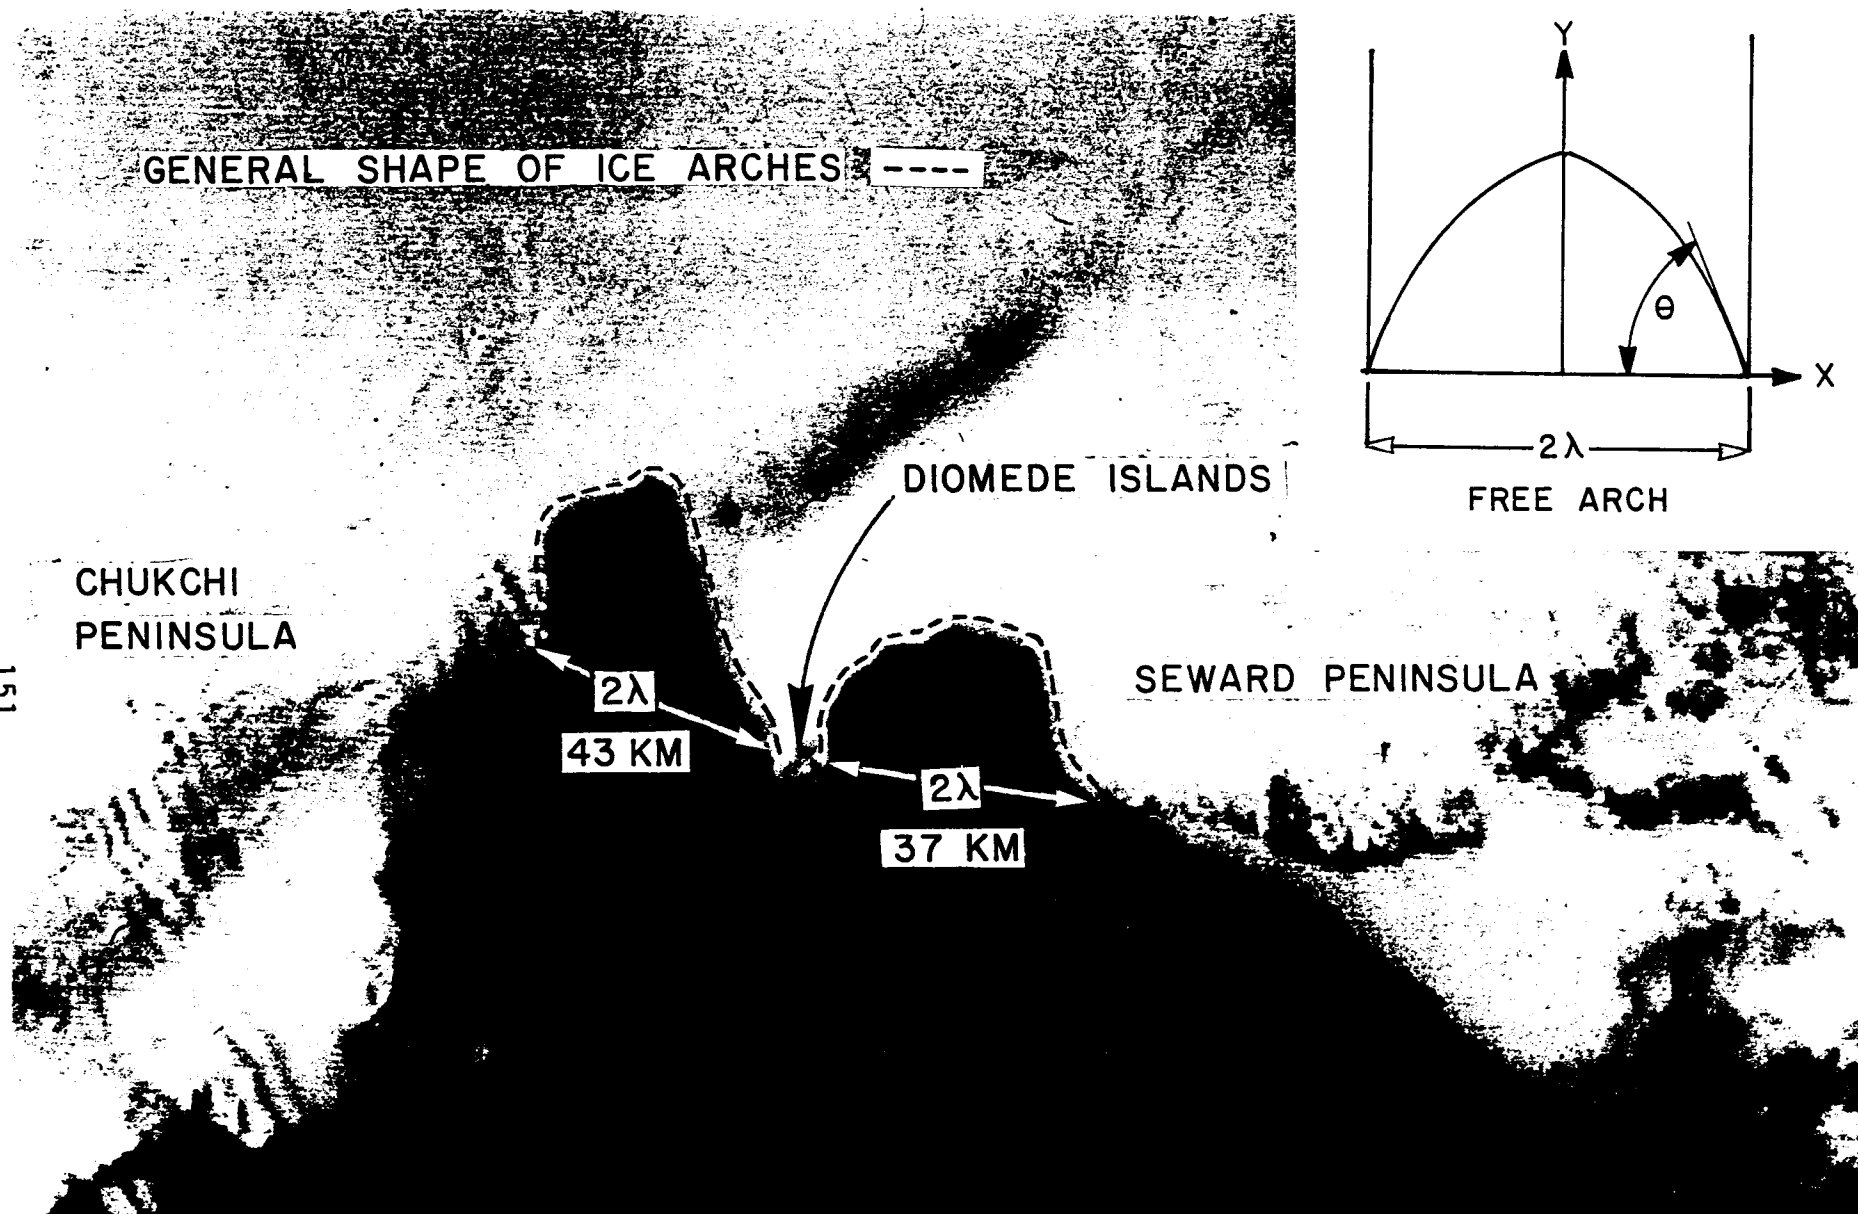 GENERAL SHAPE OF ICE ARCHES ----
Y
θ
X
2λ
FREE ARCH
DIOMEDE ISLANDS
CHUKCHI
PENINSULA
SEWARD PENINSULA
2λ
43 KM
2λ
37 KM
151